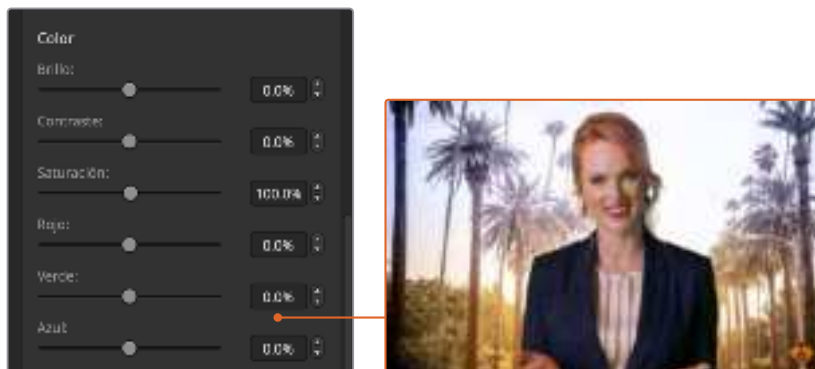 Color
Brillo:
0.0%
Contraste:
0.0%
Saturación:
100.0%
Rojo:
0.0%
Verde:
0.0%
Azul:
0.0%